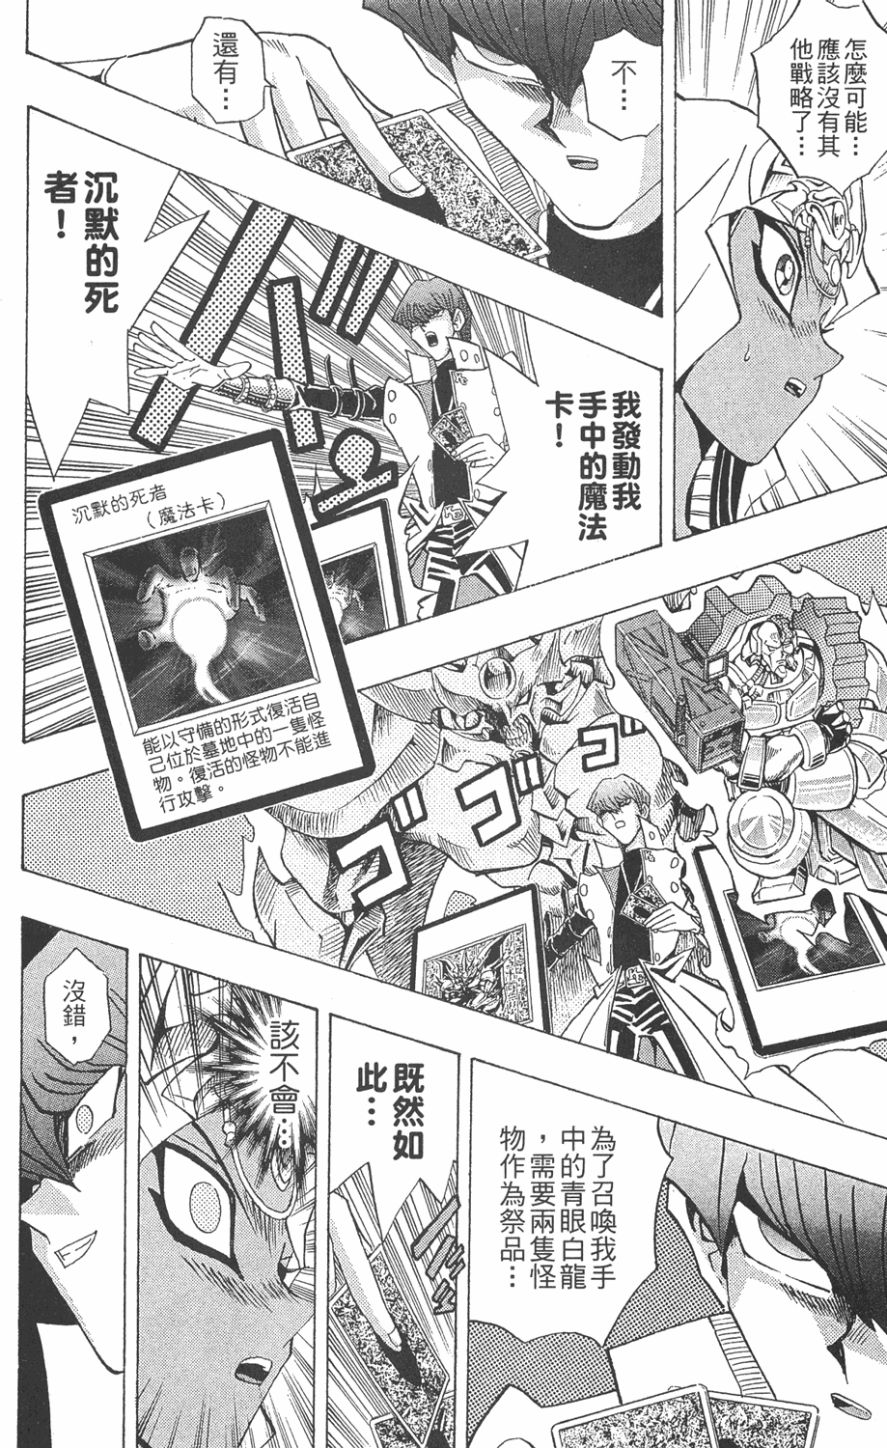 怎麼可能…
應該沒有其
他戰略了…
不…
還有…
我發動我
手中的魔法
卡！
沉默的死
者！
沉默的死者
（魔法卡）
能以守備的形式復活自
己位於墓地中的一隻怪
物。復活的怪物不能進
行攻擊。
ゴゴゴ
為了召喚我手
中的青眼白龍
，需要兩隻怪
物作為祭品…
既然如
此…
該不會…
沒錯，